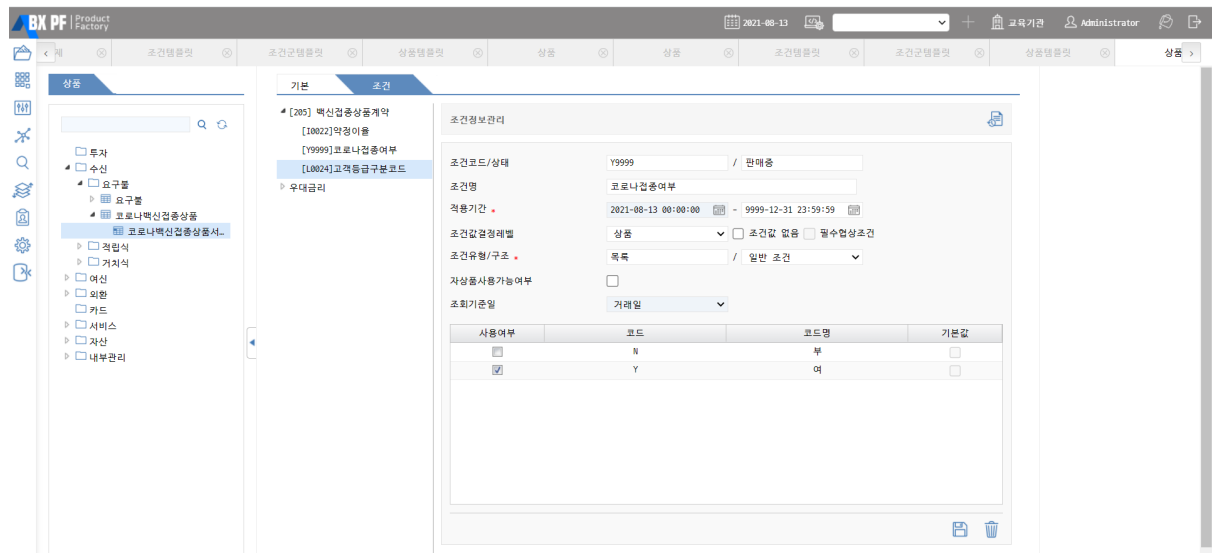 ABX PF Product Factory 2021-08-13 교육기관 Administrator
조건템플릿 조건군템플릿 상품템플릿 상품 상품 조건템플릿 조건군템플릿 상품템플릿 상품
상품
투자
수신
요구불
요구불
코로나백신접종상품
코로나백신접종상품서...
적립식
거치식
여신
외환
카드
서비스
자산
내부관리
기본 조건
[205] 백신접종상품계약
[I0022]약정이율
[Y9999]코로나접종여부
[L0024]고객등급구분코드
우대금리
조건정보관리
조건코드/상태 Y9999 / 판매중
조건명 코로나접종여부
적용기간 * 2021-08-13 00:00:00 - 9999-12-31 23:59:59
조건값결정레벨 상품 조건값 없음 필수협상조건
조건유형/구조 * 목록 / 일반 조건
자상품사용가능여부
조회기준일 거래일
사용여부 코드 코드명 기본값
N 부
Y 여